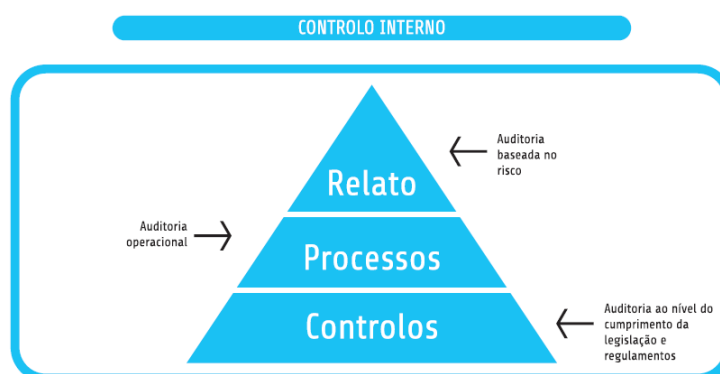 CONTROLO INTERNO
Auditoria
baseada no
risco
Relato
Auditoria
operacional
Processos
Controlos
Auditoria ao nível do
cumprimento da
legislação e
regulamentos